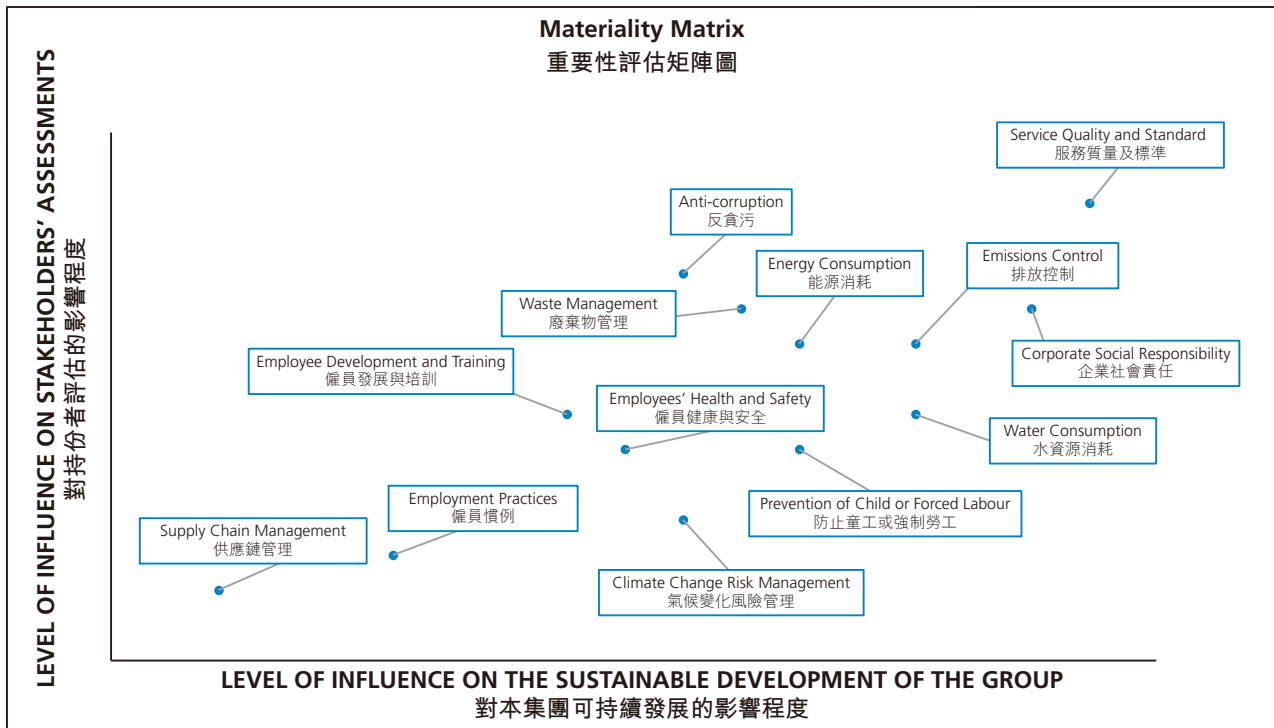 Materiality Matrix
重要性評估矩陣圖
LEVEL OF INFLUENCE ON STAKEHOLDERS' ASSESSMENTS
對持份者評估的影響程度
Service Quality and Standard
服務質量及標準
Anti-corruption
反貪污
Energy Consumption
能源消耗
Emissions Control
排放控制
Waste Management
廢棄物管理
Corporate Social Responsibility
企業社會責任
Employee Development and Training
僱員發展與培訓
Employees' Health and Safety
僱員健康與安全
Water Consumption
水資源消耗
Employment Practices
僱員慣例
Prevention of Child or Forced Labour
防止童工或強制勞工
Supply Chain Management
供應鏈管理
Climate Change Risk Management
氣候變化風險管理
LEVEL OF INFLUENCE ON THE SUSTAINABLE DEVELOPMENT OF THE GROUP
對本集團可持續發展的影響程度